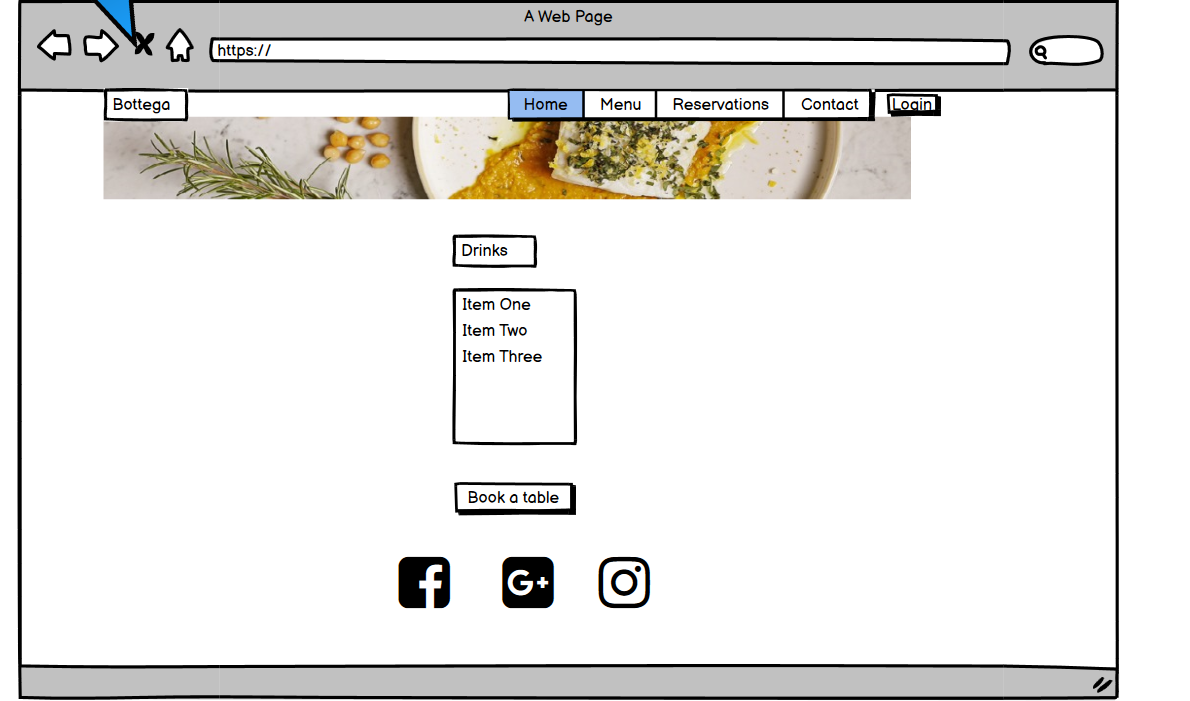 A Web Page
https://
Bottega
Home Menu Reservations Contact Login
Drinks
Item One
Item Two
Item Three
Book a table
G+